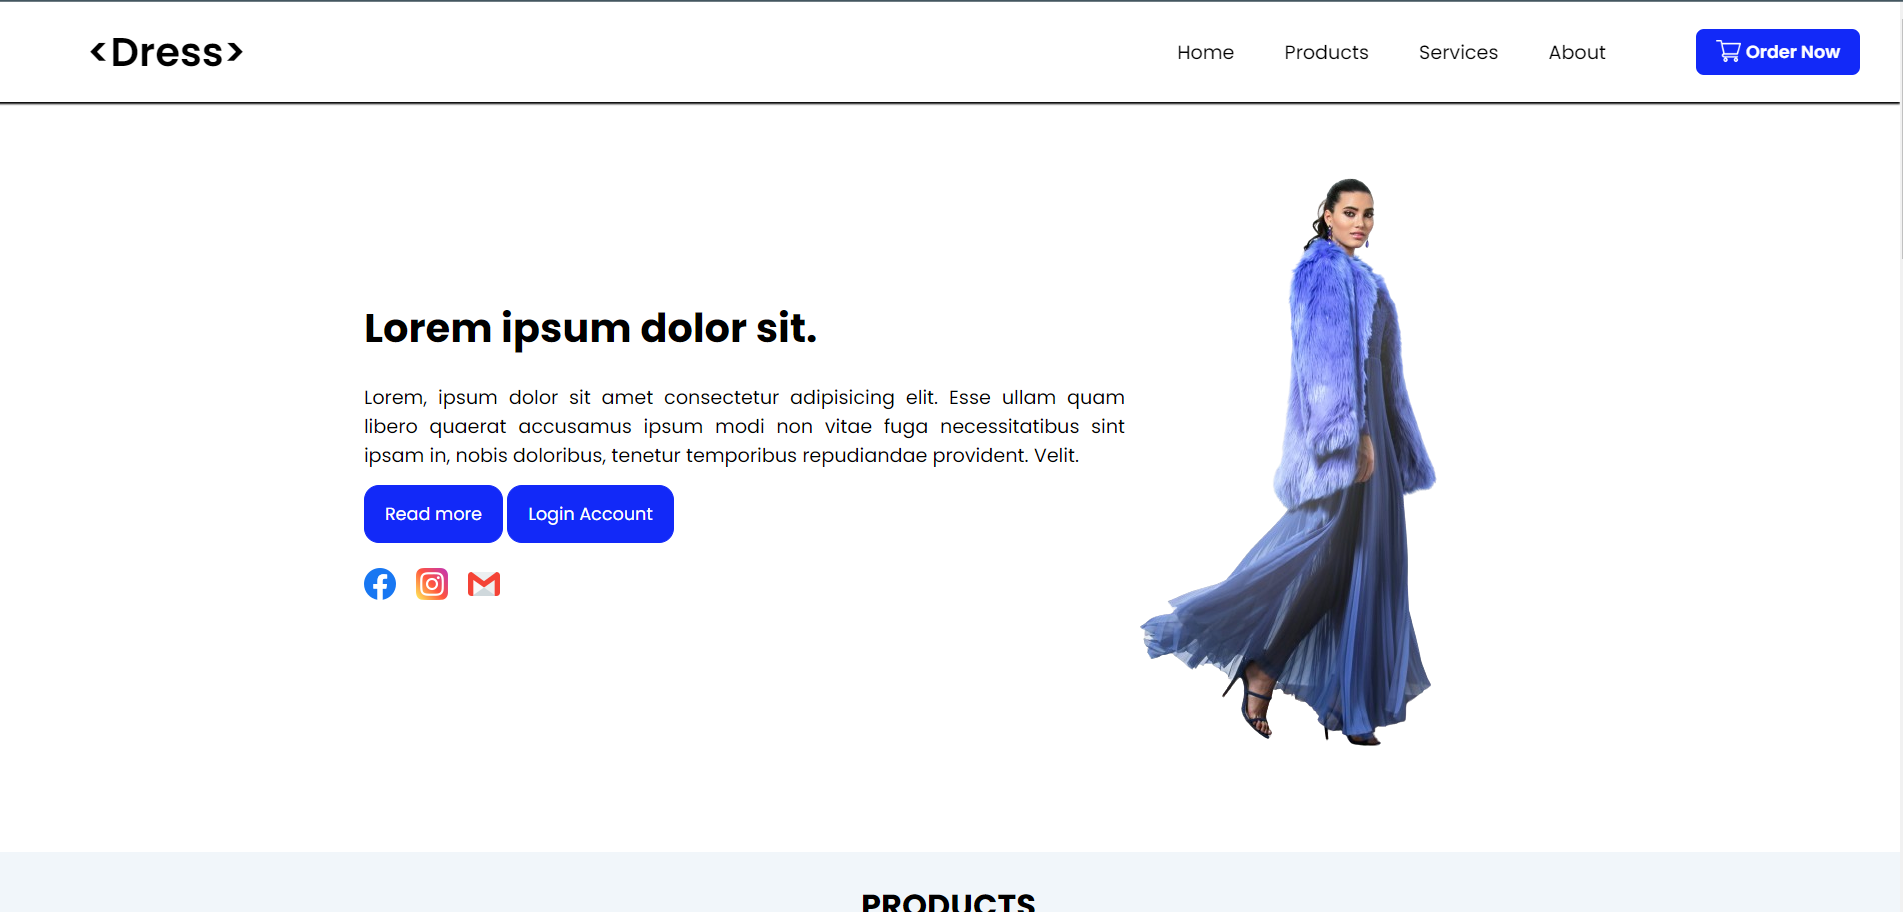 <Dress>
Home Products Services About Order Now
Lorem ipsum dolor sit.
Lorem, ipsum dolor sit amet consectetur adipisicing elit. Esse ullam quam
libero quaerat accusamus ipsum modi non vitae fuga necessitatibus sint
ipsam in, nobis doloribus, tenetur temporibus repudiandae provident. Velit.
Read more Login Account
PRODUCTS